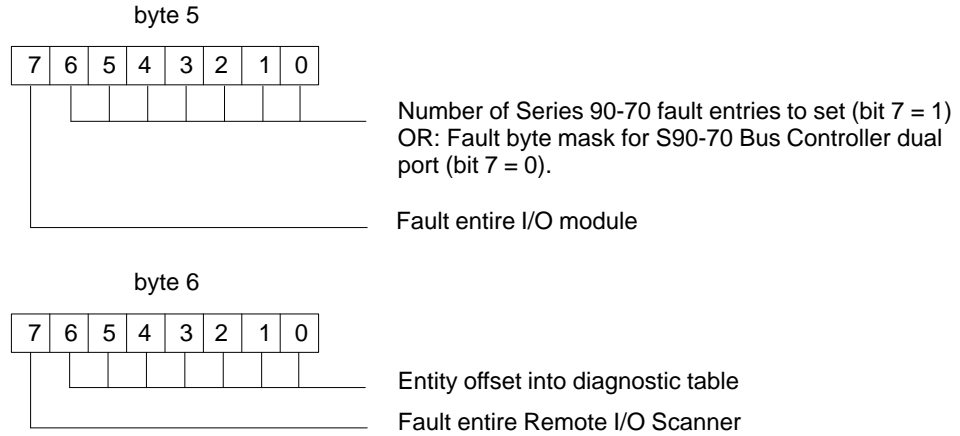 byte 5
7 6 5 4 3 2 1 0
Number of Series 90-70 fault entries to set (bit 7 = 1)
OR: Fault byte mask for S90-70 Bus Controller dual
port (bit 7 = 0).
Fault entire I/O module
byte 6
7 6 5 4 3 2 1 0
Entity offset into diagnostic table
Fault entire Remote I/O Scanner